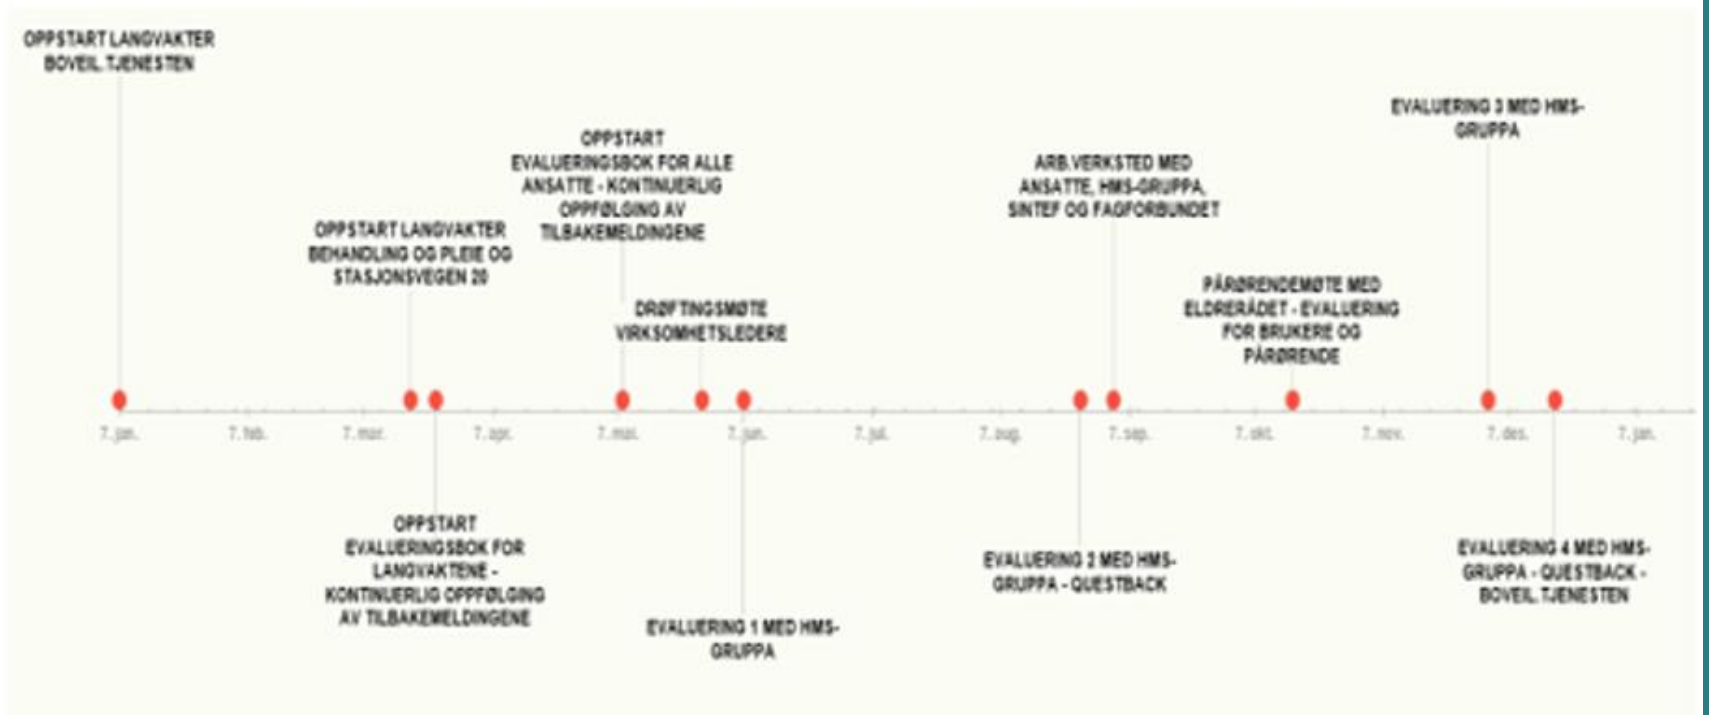 OPPSTART LANGVAKTER
BOVEIL.TJENESTEN
EVALUERING 3 MED HMS-
GRUPPA
OPPSTART
EVALUERINGSBOK FOR ALLE
ANSATTE - KONTINUERLIG
OPPFØLGING AV
TILBAKEMELDINGENE
ARB.VERKSTED MED
ANSATTE, HMS-GRUPPA,
SINTEF OG FAGFORBUNDET
OPPSTART LANGVAKTER
BEHANDLING OG PLEIE OG
STASJONSVEGEN 20
PÅRØRENDEMØTE MED
ELDRERÅDET - EVALUERING
FOR BRUKERE OG
PÅRØRENDE
DRØFTINGSMØTE
VIRKSOMHETSLEDERE
7. jan. 7. feb. 7. mar. 7. apr. 7. mai. 7. jun. 7. jul. 7. aug. 7. sep. 7. okt. 7. nov. 7. des. 7. jan.
OPPSTART
EVALUERINGSBOK FOR
LANGVAKTENE -
KONTINUERLIG OPPFØLGING
AV TILBAKEMELDINGENE
EVALUERING 1 MED HMS-
GRUPPA
EVALUERING 2 MED HMS-
GRUPPA - QUESTBACK
EVALUERING 4 MED HMS-
GRUPPA - QUESTBACK -
BOVEIL.TJENESTEN